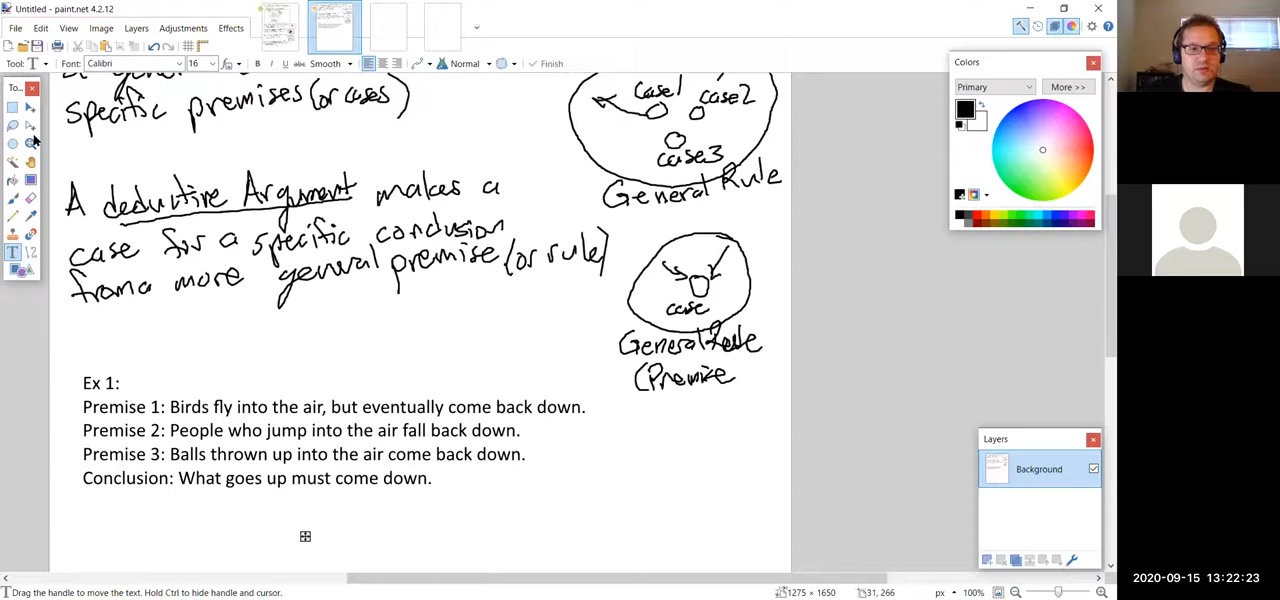 Untitled - paint.net 4.2.12
File Edit View Image Layers Adjustments Effects
Tool: T Font: Calibri 16 B I U S Smooth Normal Finish
To...
specific premises (or cases)
case1 case2
case3
General Rule
A deductive Argument makes a
case for a specific conclusion
from a more general premise (or rule)
case
General Rule
(Premise
Ex 1:
Premise 1: Birds fly into the air, but eventually come back down.
Premise 2: People who jump into the air fall back down.
Premise 3: Balls thrown up into the air come back down.
Conclusion: What goes up must come down.
Colors
Primary More >>
Layers
Background
Drag the handle to move the text. Hold Ctrl to hide handle and cursor. 1275 × 1650 31, 266 px 100%
2020-09-15 13:22:23